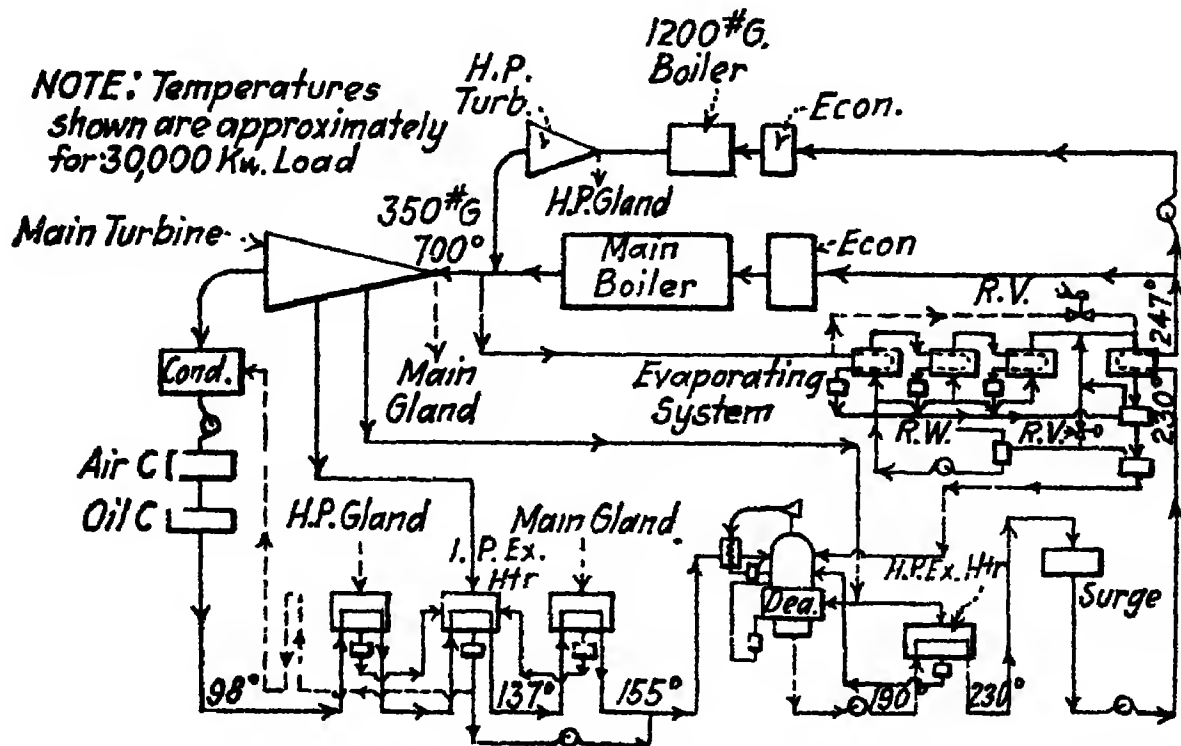 NOTE: Temperatures
shown are approximately
for 30,000 Kw. Load
H.P.
Turb.
1200#G.
Boiler
Econ.
H.P.Gland
350#G
700°
Main Turbine
Main
Boiler
Econ
R.V.
247°
Cond.
Main
Gland
Evaporating
System
230°
R.W.
R.V.
Air C
Oil C
H.P.Gland
I.P.Ex.
Htr
Main Gland
H.P.Ex.Htr
Dea.
Surge
98°
137°
155°
190°
230°